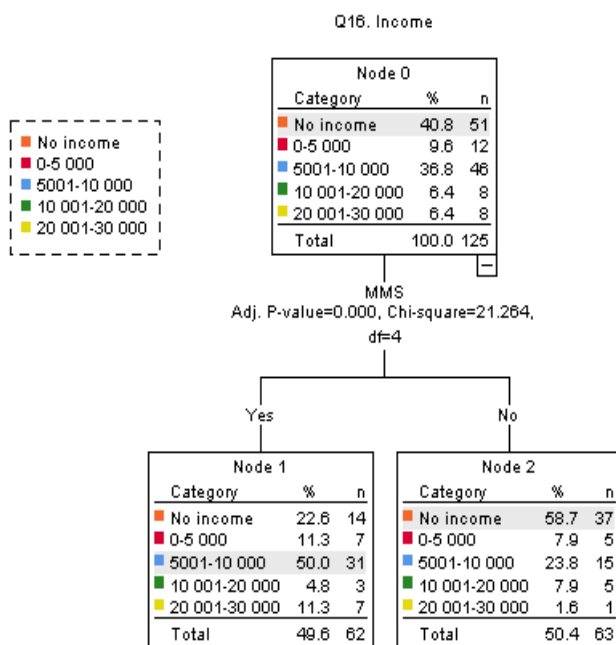 Q16. Income
Node 0
Category % n
No income 40.8 51
0-5 000 9.6 12
5001-10 000 36.8 46
10 001-20 000 6.4 8
20 001-30 000 6.4 8
Total 100.0 125
No income
0-5 000
5001-10 000
10 001-20 000
20 001-30 000
MMS
Adj. P-value=0.000, Chi-square=21.264,
df=4
Yes
No
Node 1
Category % n
No income 22.6 14
0-5 000 11.3 7
5001-10 000 50.0 31
10 001-20 000 4.8 3
20 001-30 000 11.3 7
Total 49.6 62
Node 2
Category % n
No income 58.7 37
0-5 000 7.9 5
5001-10 000 23.8 15
10 001-20 000 7.9 5
20 001-30 000 1.6 1
Total 50.4 63